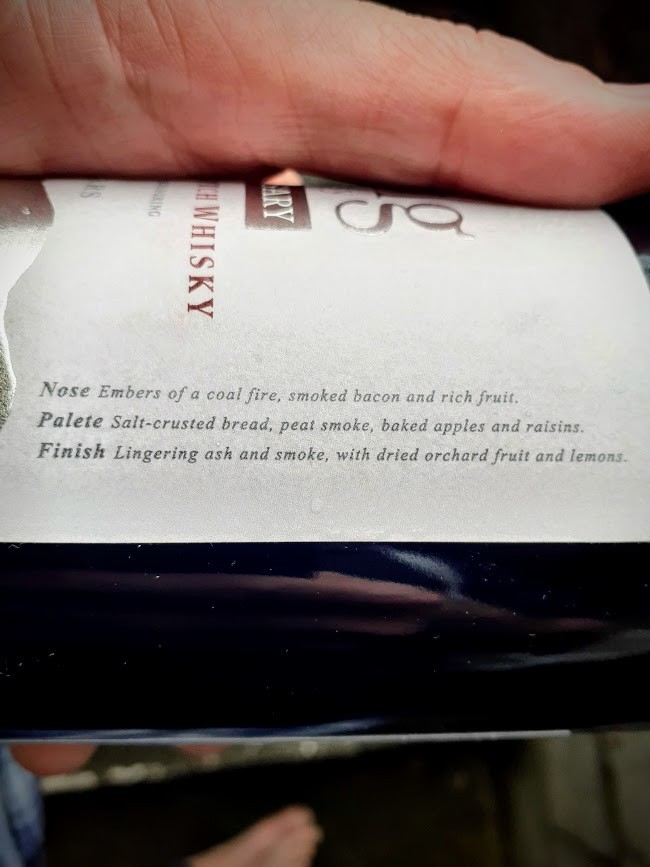 Nose Embers of a coal fire, smoked bacon and rich fruit.
Palete Salt-crusted bread, peat smoke, baked apples and raisins.
Finish Lingering ash and smoke, with dried orchard fruit and lemons.
WHISKY